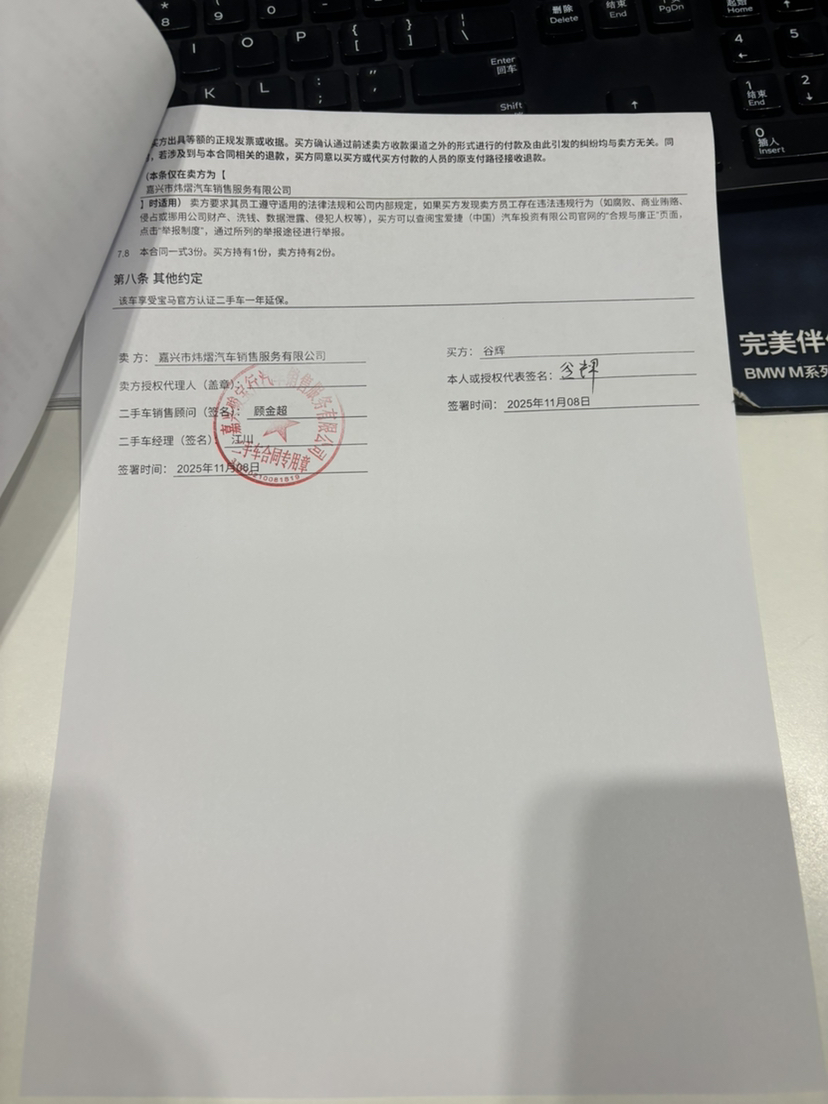 *
8
9
I
O
P
{
[
}
]
|
\
删除
Delete
结束
End
PgDn
起始
Home
4
5
K
L
:
;
"
'
Enter
回车
Shift
1
结束
End
2
0
插入
Insert
买方出具等额的正规发票或收据。买方确认通过前述卖方收款渠道之外的形式进行的付款及由此引发的纠纷均与卖方无关。同
，若涉及到与本合同相关的退款，买方同意以买方或代买方付款的人员的原支付路径接收退款。
（本条仅在卖方为【
嘉兴市炜熠汽车销售服务有限公司
】时适用）卖方要求其员工遵守适用的法律法规和公司内部规定，如果买方发现卖方员工存在违法违规行为（如腐败、商业贿赂、
侵占或挪用公司财产、洗钱、数据泄露、侵犯人权等），买方可以查阅宝爱捷（中国）汽车投资有限公司官网的“合规与廉正”页面，
点击“举报制度”，通过所列的举报途径进行举报。
7.8 本合同一式3份。买方持有1份，卖方持有2份。
第八条 其他约定
该车享受宝马官方认证二手车一年延保。
卖 方： 嘉兴市炜熠汽车销售服务有限公司
卖方授权代理人（盖章）：
二手车销售顾问（签名）： 顾金超
二手车经理（签名）： 江川
签署时间： 2025年11月08日
二手车合同专用章
买方： 谷辉
本人或授权代表签名： 谷辉
签署时间： 2025年11月08日
完美伴
BMW M系列